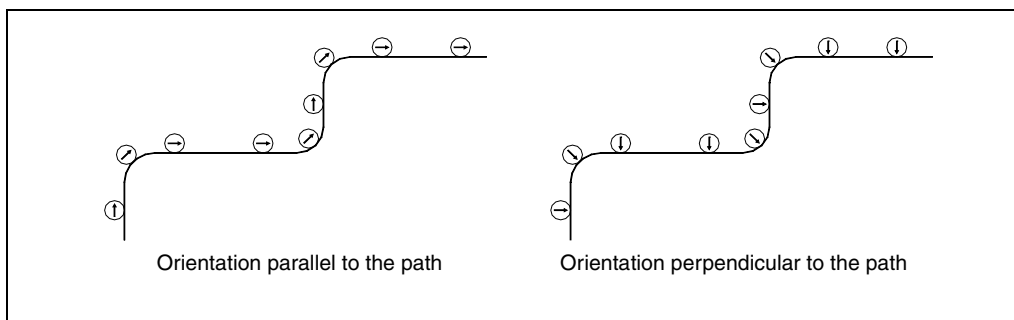 Orientation parallel to the path
Orientation perpendicular to the path